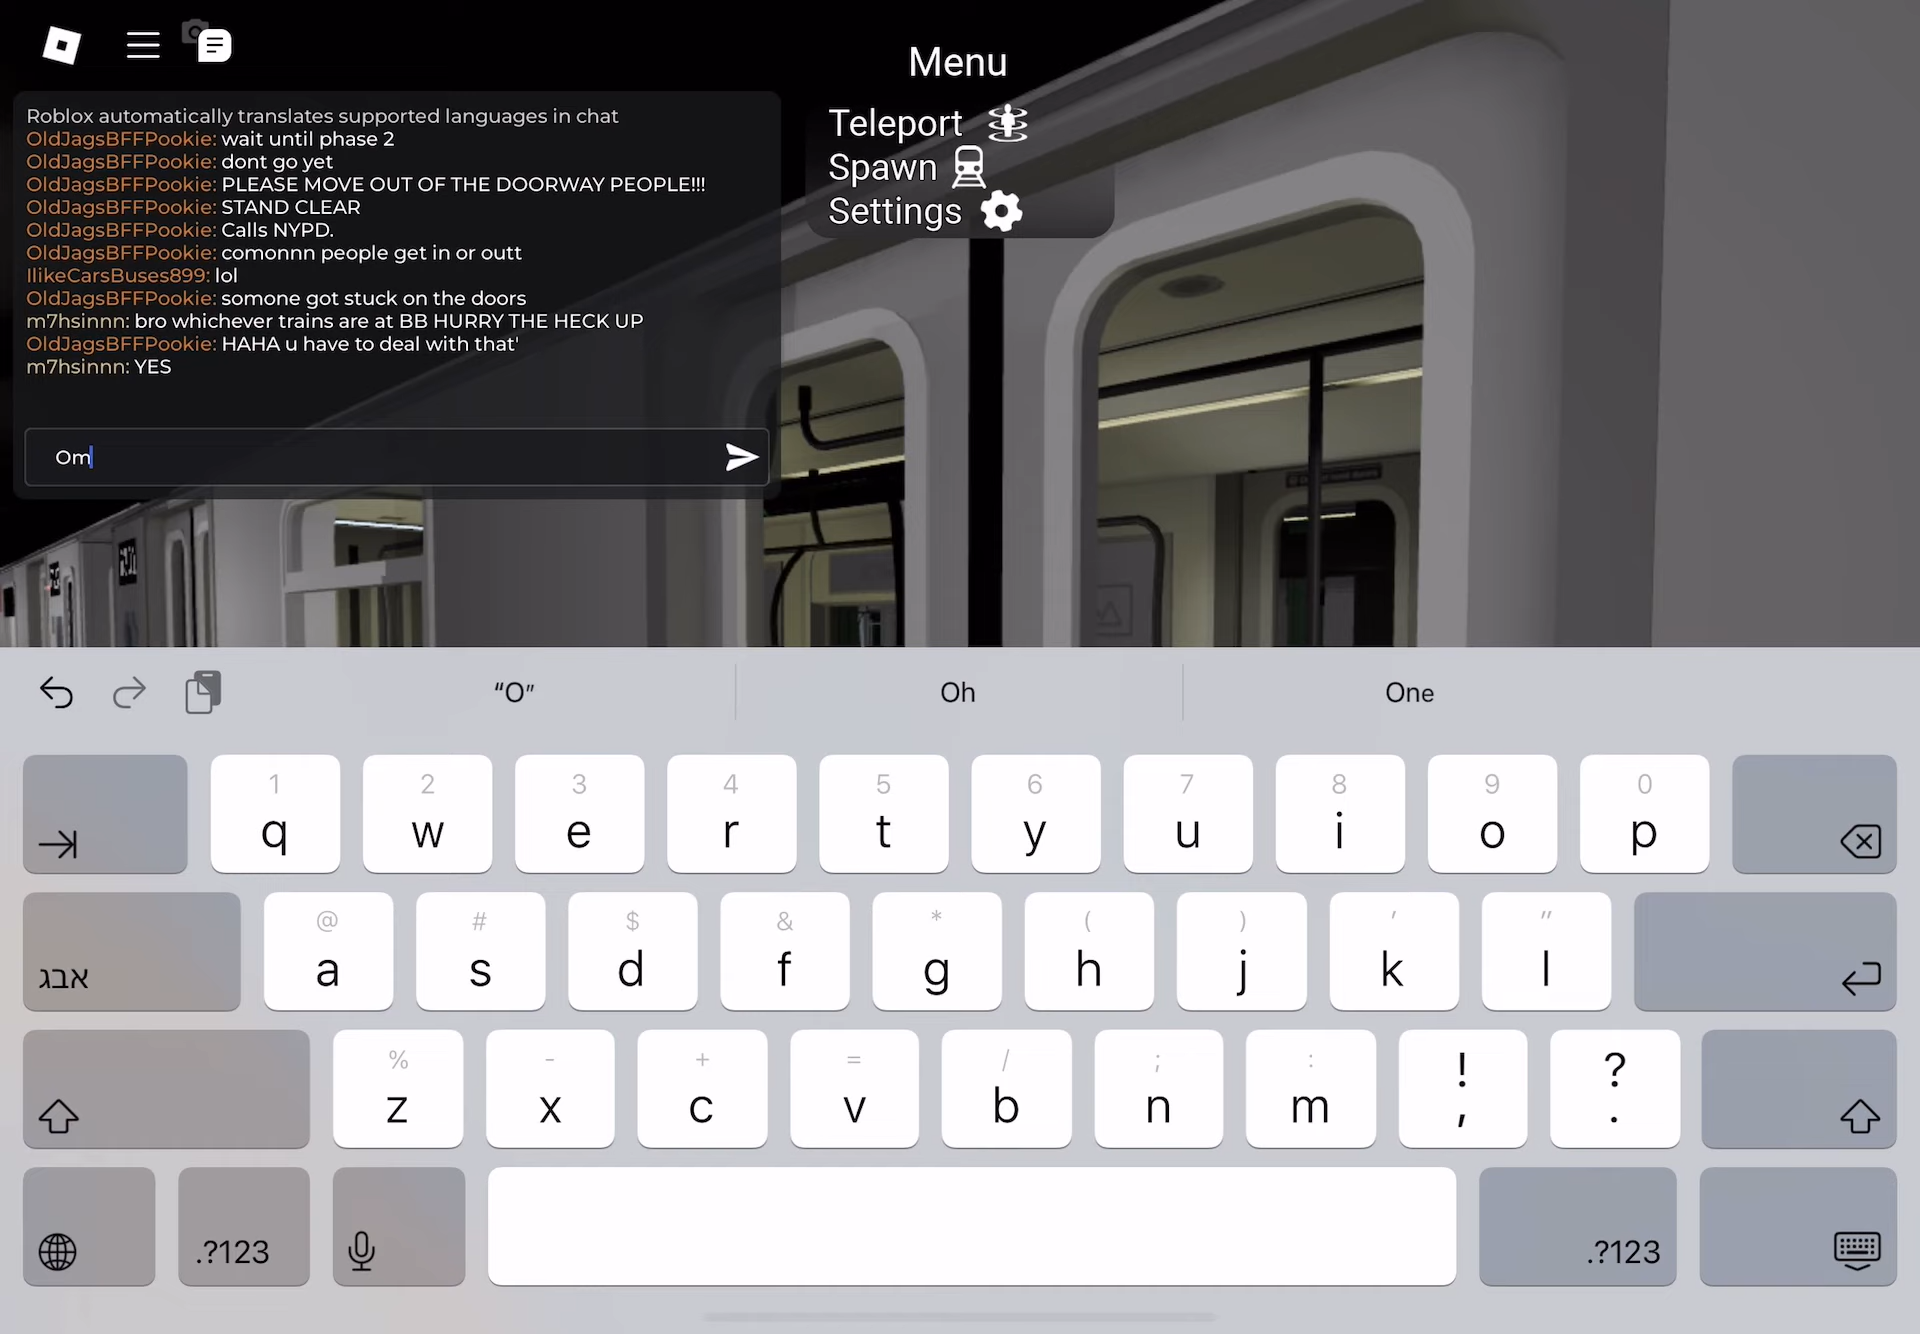 Menu
Teleport
Spawn
Settings
Roblox automatically translates supported languages in chat
OldJagsBFFPookie: wait until phase 2
OldJagsBFFPookie: dont go yet
OldJagsBFFPookie: PLEASE MOVE OUT OF THE DOORWAY PEOPLE!!!
OldJagsBFFPookie: STAND CLEAR
OldJagsBFFPookie: Calls NYPD.
OldJagsBFFPookie: comonnn people get in or outt
IlikeCarsBuses899: lol
OldJagsBFFPookie: somone got stuck on the doors
m7hsinnn: bro whichever trains are at BB HURRY THE HECK UP
OldJagsBFFPookie: HAHA u have to deal with that'
m7hsinnn: YES
Om
“O” Oh One
1 2 3 4 5 6 7 8 9 0
q w e r t y u i o p
@ # $ & * ( ) ' "
אבג a s d f g h j k l
% - + = / ; : ! ?
z x c v b n m , .
.?123 .?123